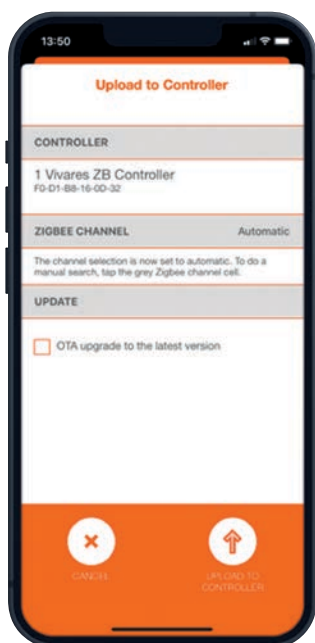 13:50
Upload to Controller
CONTROLLER
1 Vivares ZB Controller
F0-D1-B8-16-0D-32
ZIGBEE CHANNEL Automatic
The channel selection is now set to automatic. To do a
manual search, tap the grey Zigbee channel cell.
UPDATE
OTA upgrade to the latest version
CANCEL
UPLOAD TO
CONTROLLER